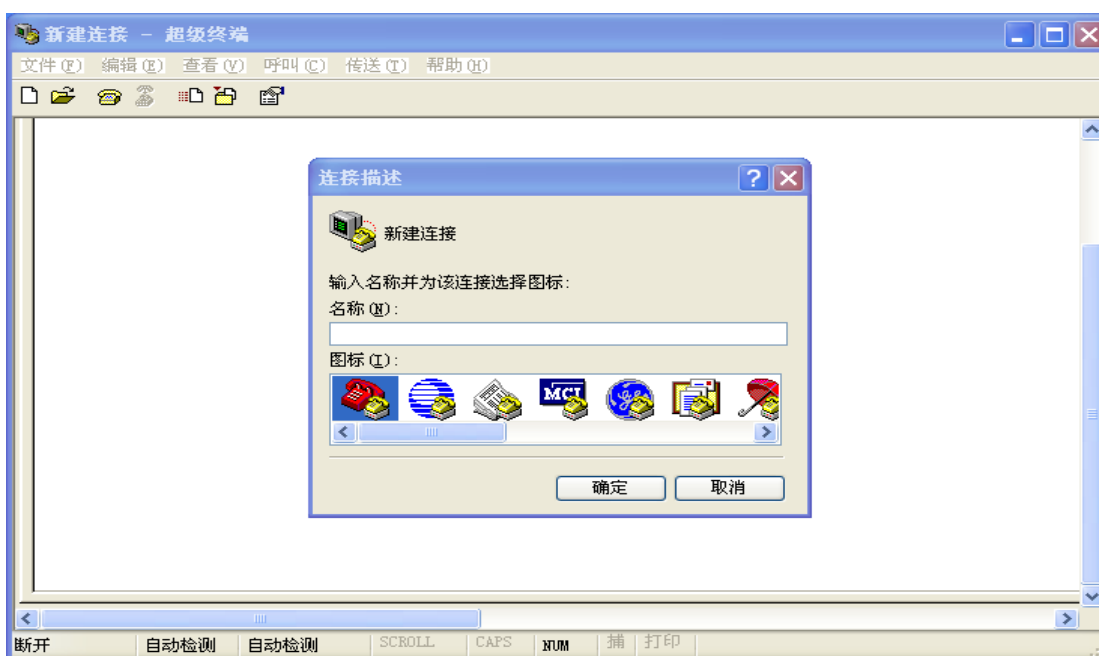 新建连接 - 超级终端
文件(F) 编辑(E) 查看(V) 呼叫(C) 传送(T) 帮助(H)
连接描述
新建连接
输入名称并为该连接选择图标:
名称(N):
图标(I):
MCI
确定 取消
断开 自动检测 自动检测 SCROLL CAPS NUM 捕 打印